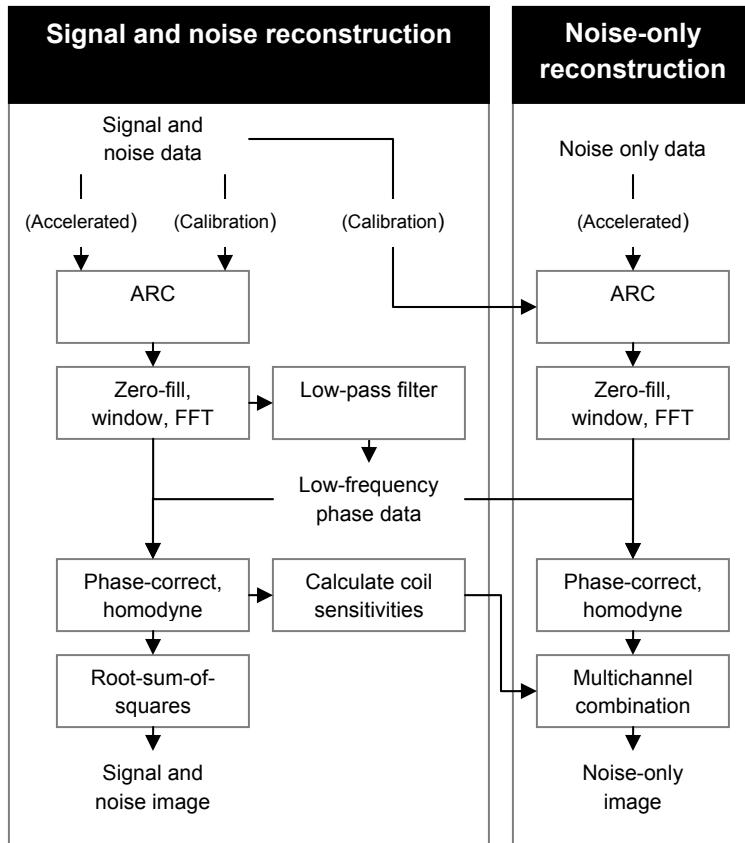 Signal and noise reconstruction
Signal and
noise data
(Accelerated)
(Calibration)
(Calibration)
ARC
Zero-fill,
window, FFT
Low-pass filter
Low-frequency
phase data
Phase-correct,
homodyne
Calculate coil
sensitivities
Root-sum-of-
squares
Signal and
noise image
Noise-only
reconstruction
Noise only data
(Accelerated)
ARC
Zero-fill,
window, FFT
Phase-correct,
homodyne
Multichannel
combination
Noise-only
image